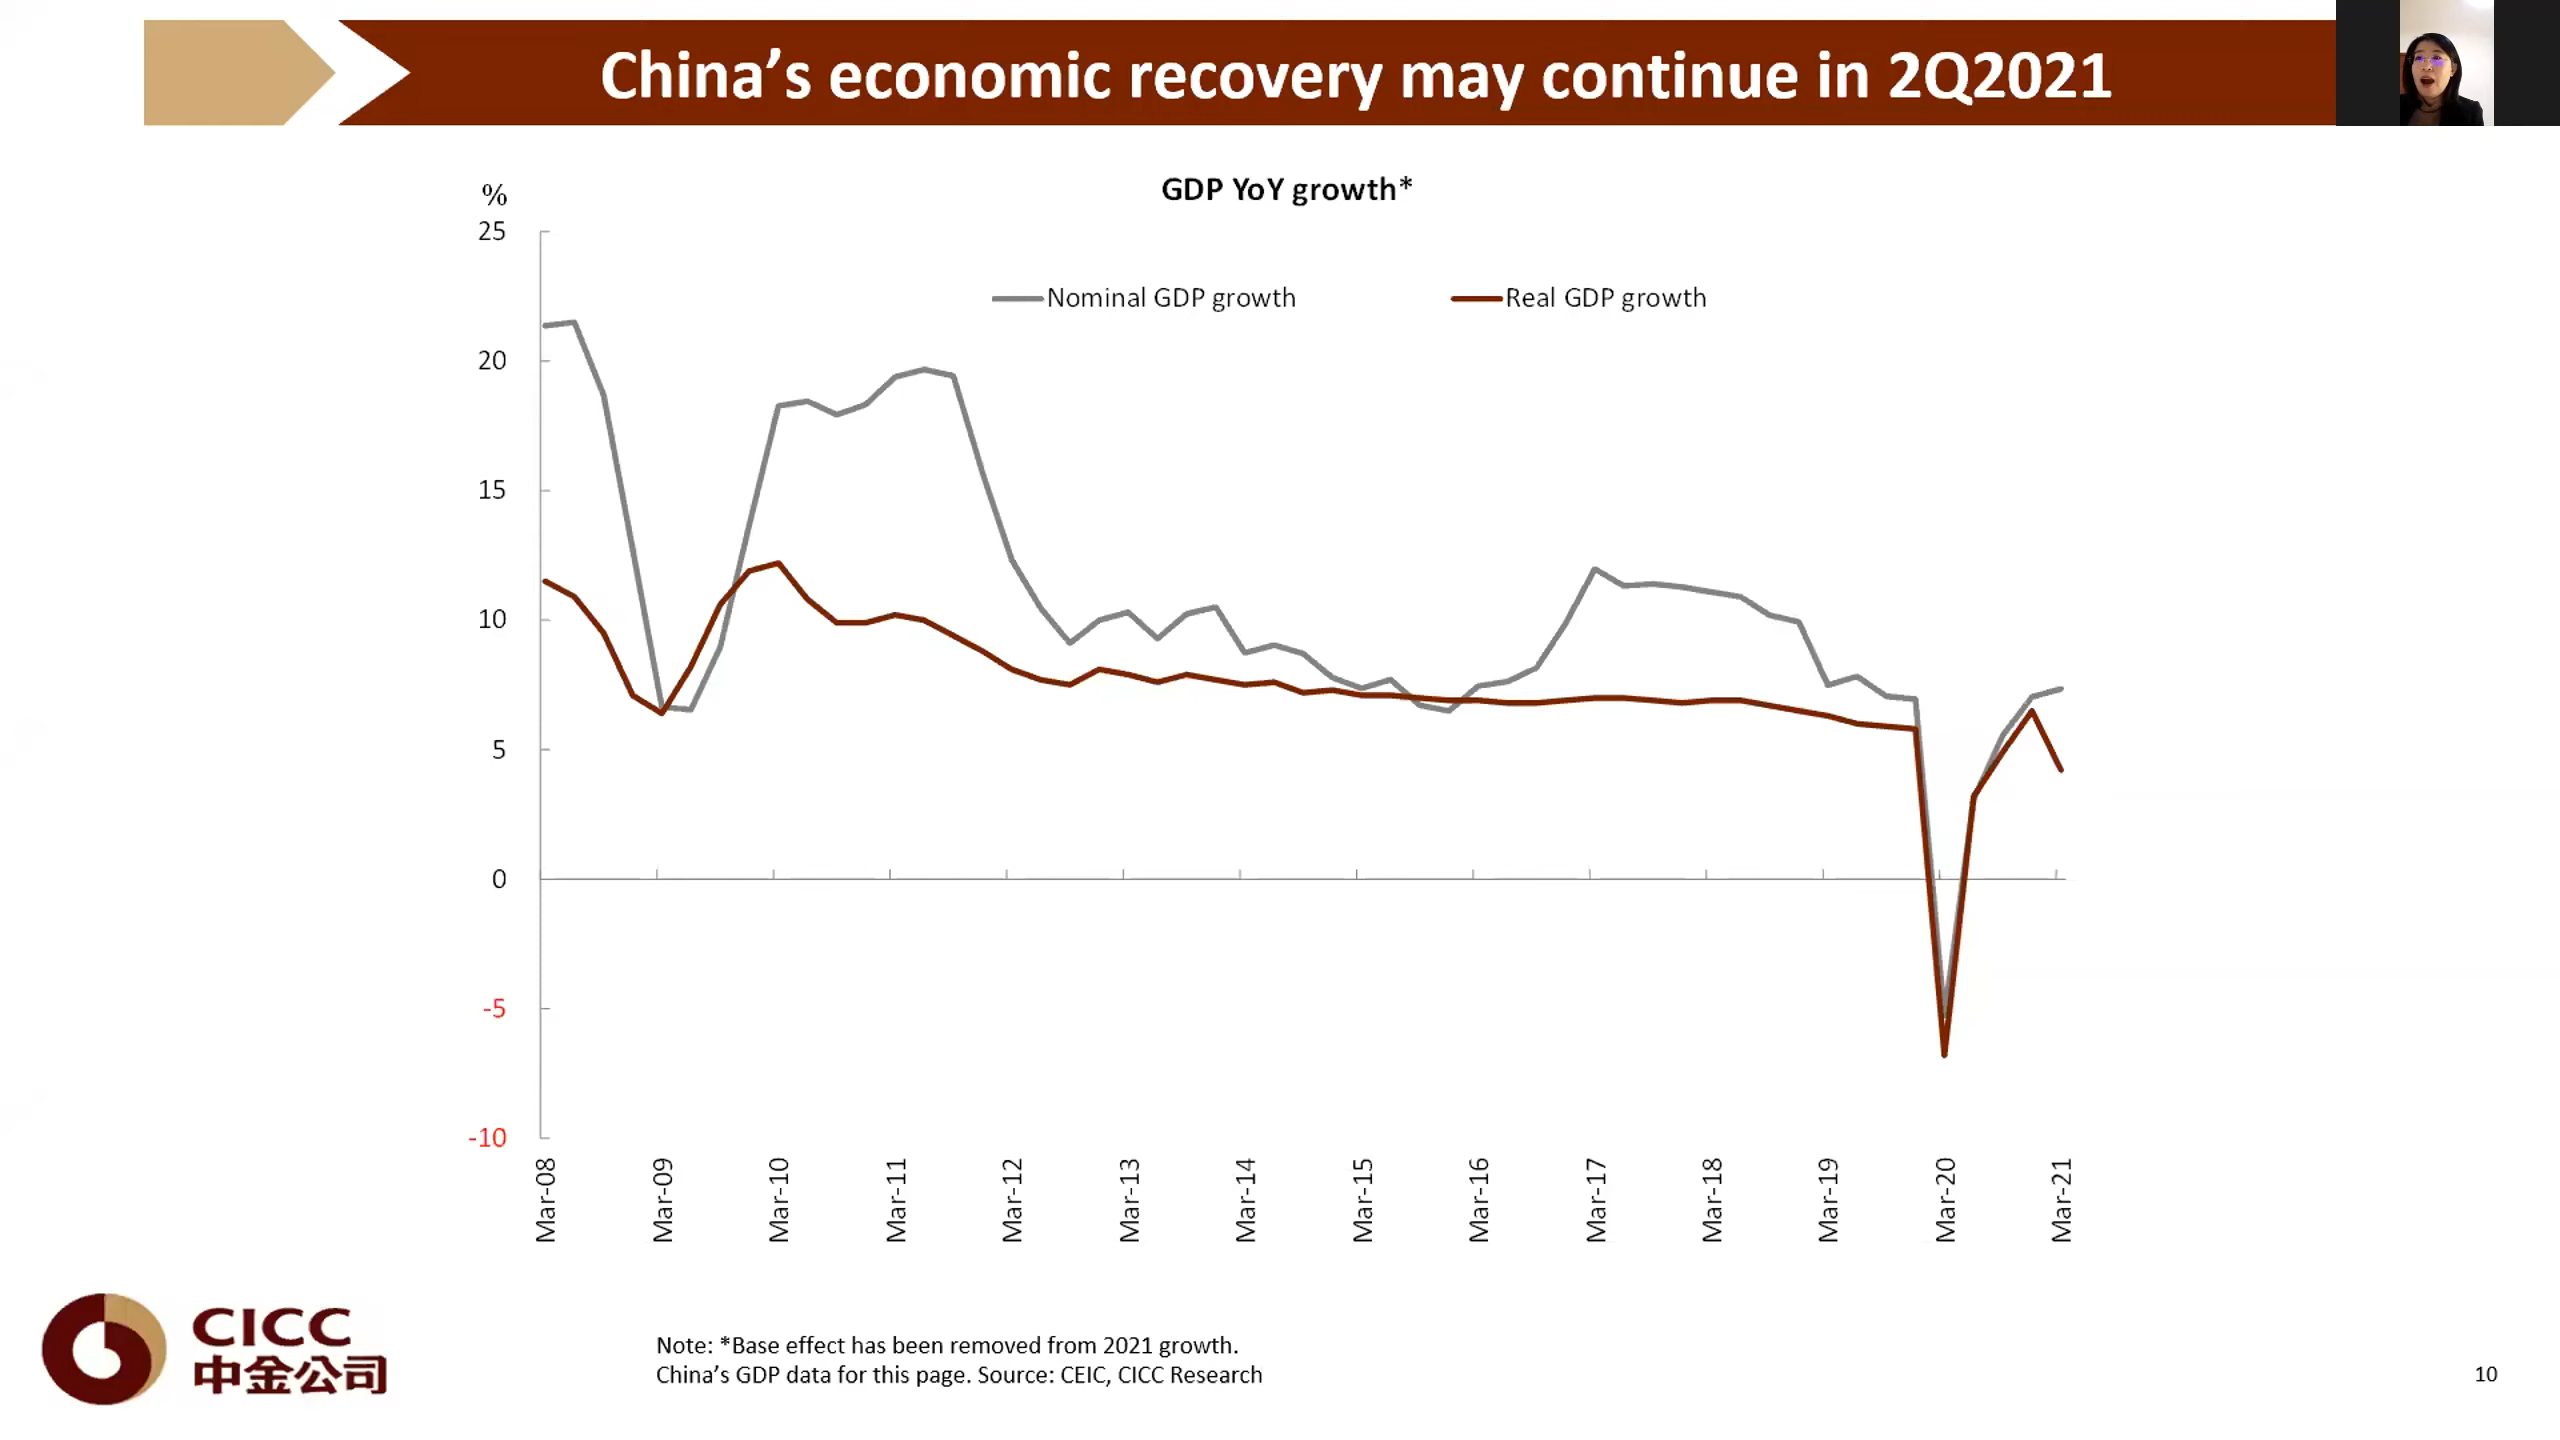 China's economic recovery may continue in 2Q2021
GDP YoY growth*
%
Nominal GDP growth
Real GDP growth
25
20
15
10
5
0
-5
-10
Mar-08
Mar-09
Mar-10
Mar-11
Mar-12
Mar-13
Mar-14
Mar-15
Mar-16
Mar-17
Mar-18
Mar-19
Mar-20
Mar-21
CICC
中金公司
Note: *Base effect has been removed from 2021 growth.
China's GDP data for this page. Source: CEIC, CICC Research
10